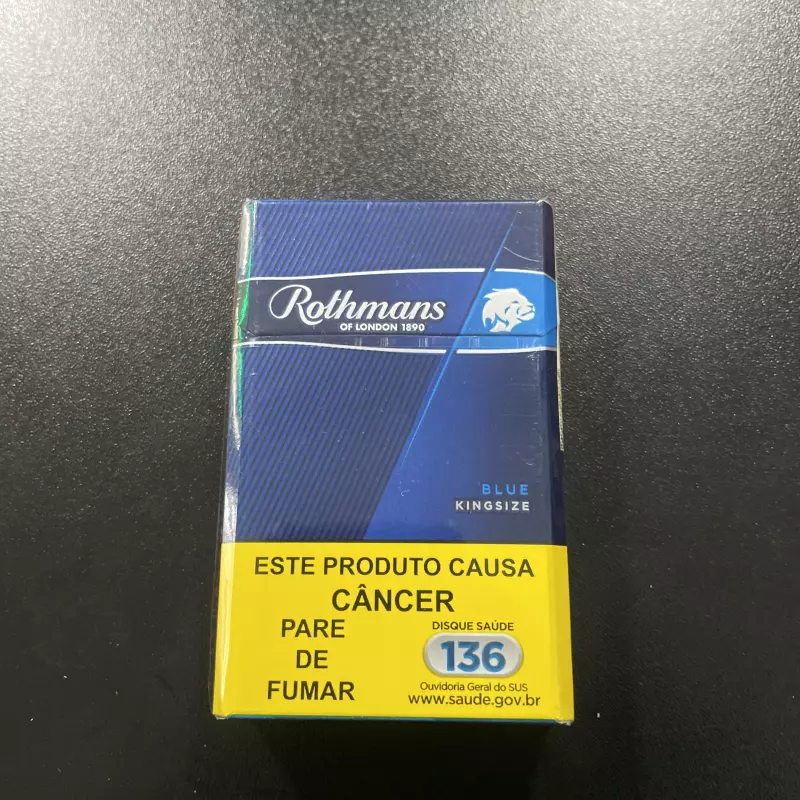 Rothmans
OF LONDON 1890
BLUE
KINGSIZE
ESTE PRODUTO CAUSA
CÂNCER
PARE
DE
FUMAR
DISQUE SAÚDE
136
Ouvidoria Geral do SUS
www.saude.gov.br